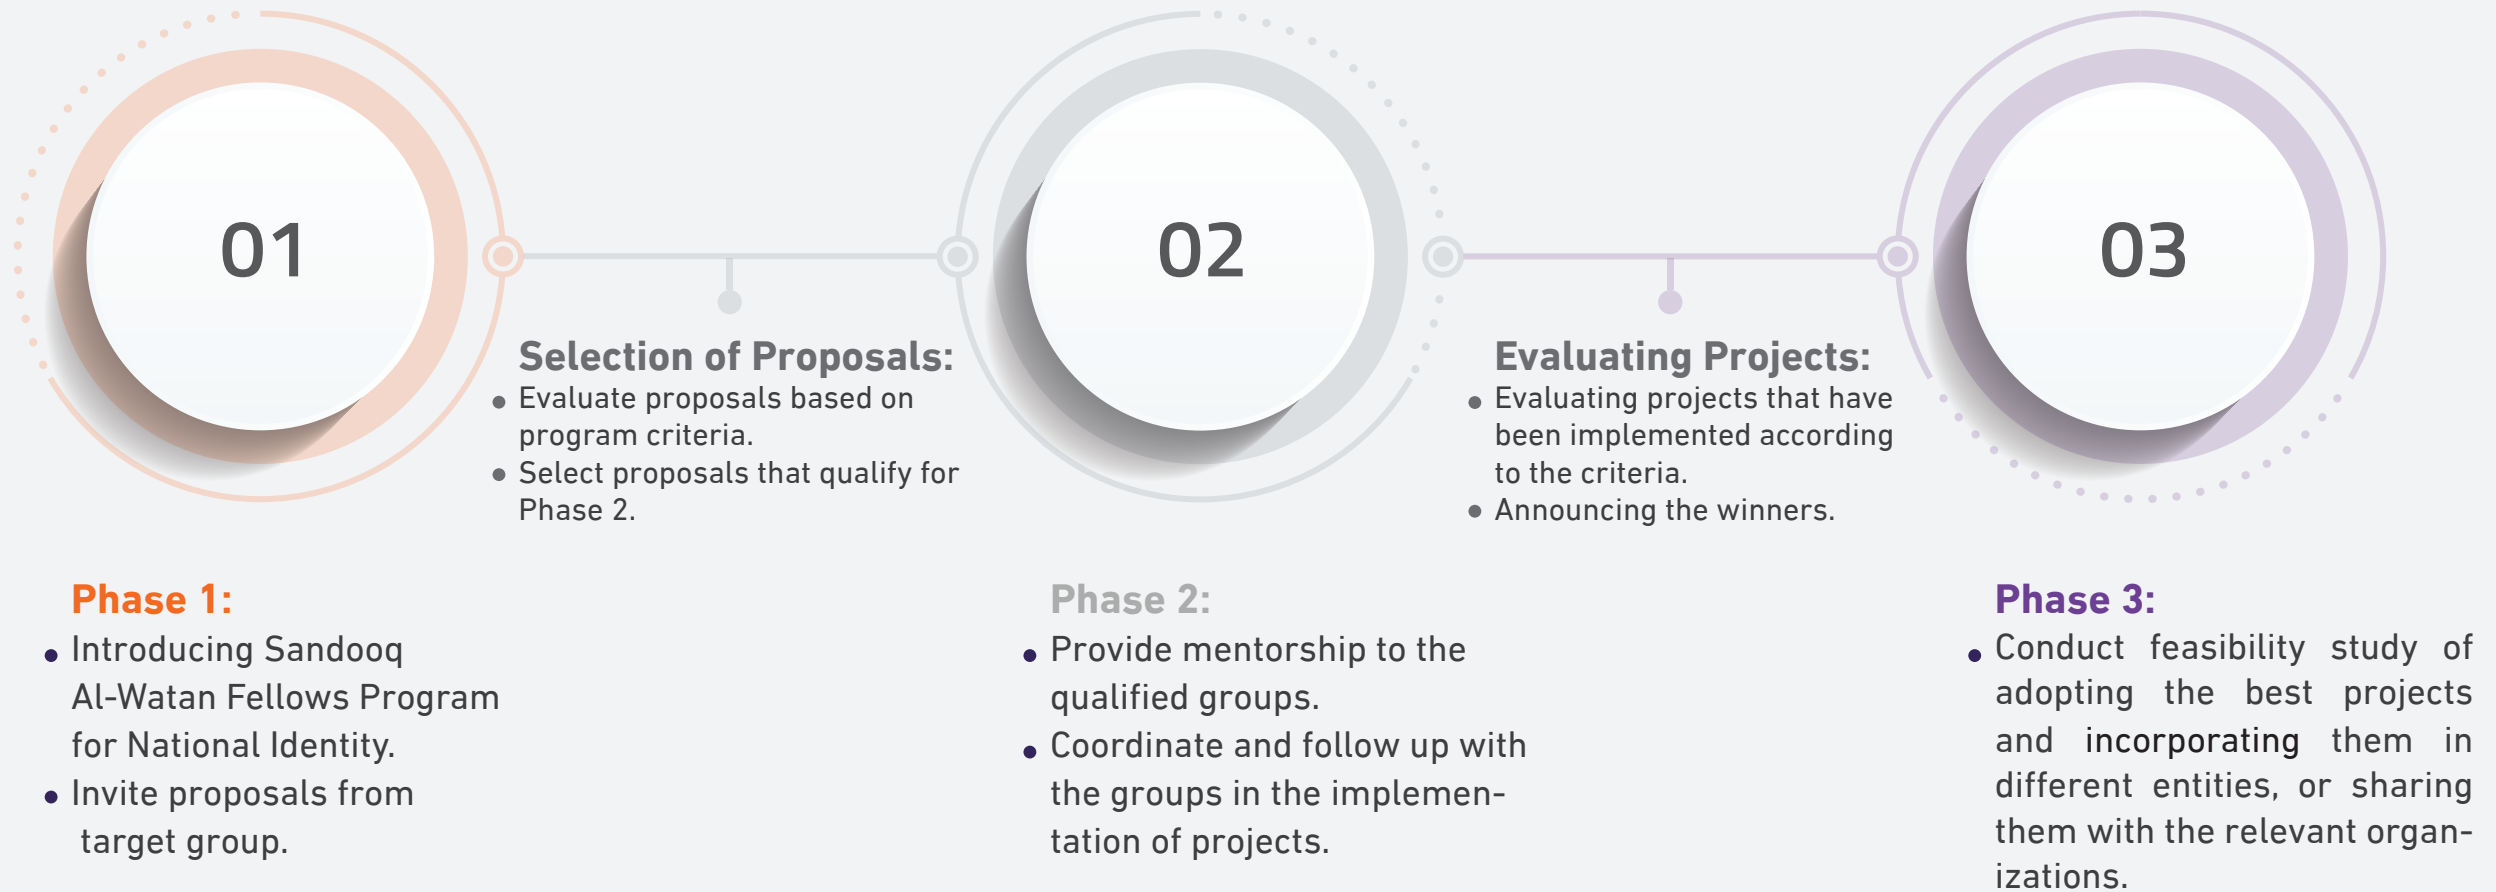 01
02
03
Selection of Proposals:
Evaluate proposals based on
program criteria.
Select proposals that qualify for
Phase 2.
Evaluating Projects:
Evaluating projects that have
been implemented according
to the criteria.
Announcing the winners.
Phase 1:
Introducing Sandooq
Al-Watan Fellows Program
for National Identity.
Invite proposals from
target group.
Phase 2:
Provide mentorship to the
qualified groups.
Coordinate and follow up with
the groups in the implemen-
tation of projects.
Phase 3:
Conduct feasibility study of
adopting the best projects
and incorporating them in
different entities, or sharing
them with the relevant organ-
izations.